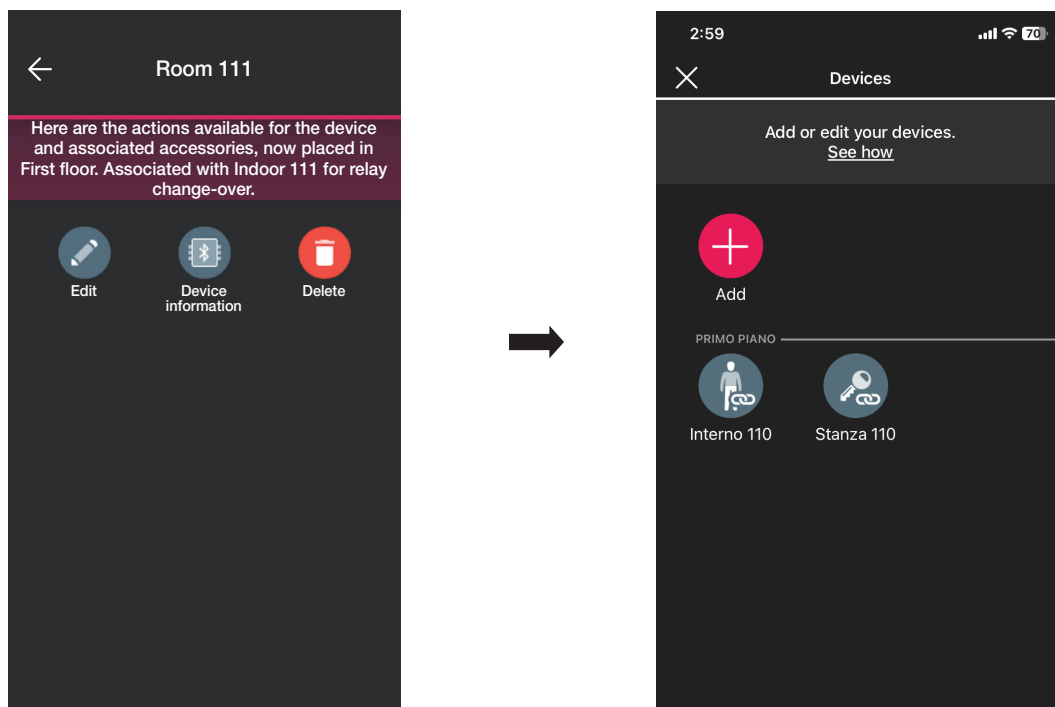 Room 111
Here are the actions available for the device
and associated accessories, now placed in
First floor. Associated with Indoor 111 for relay
change-over.
Edit
Device
information
Delete
2:59
70
Devices
Add or edit your devices.
See how
Add
PRIMO PIANO
Interno 110
Stanza 110